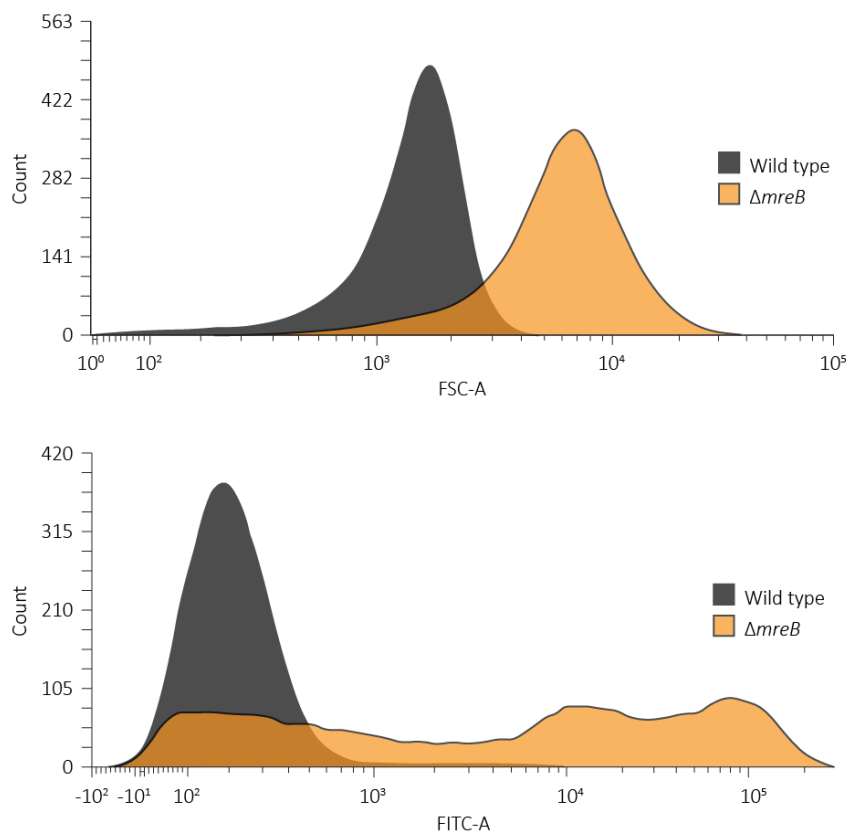 563
422
282
141
0
Count
10⁰ 10² 10³ 10⁴ 10⁵
FSC-A
Wild type
ΔmreB
420
315
210
105
0
Count
-10² -10¹ 10² 10³ 10⁴ 10⁵
FITC-A
Wild type
ΔmreB